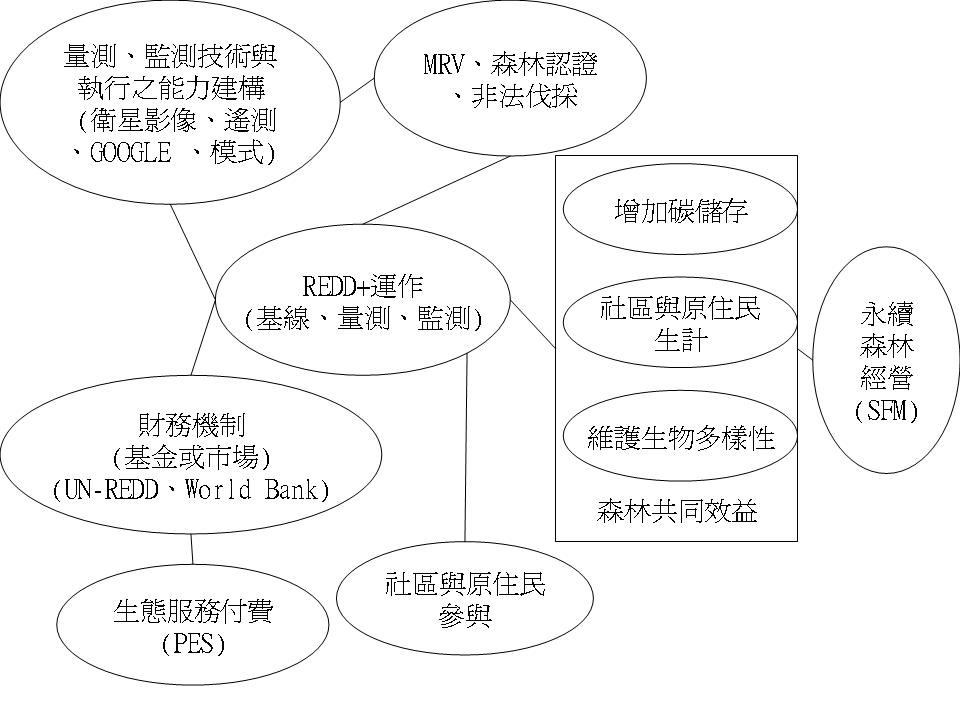 量測、監測技術與
執行之能力建構
(衛星影像、遙測
、GOOGLE 、模式)
MRV、森林認證
、非法伐採
REDD+運作
(基線、量測、監測)
增加碳儲存
社區與原住民
生計
維護生物多樣性
森林共同效益
永續
森林
經營
(SFM)
財務機制
(基金或市場)
(UN-REDD、World Bank)
生態服務付費
(PES)
社區與原住民
參與